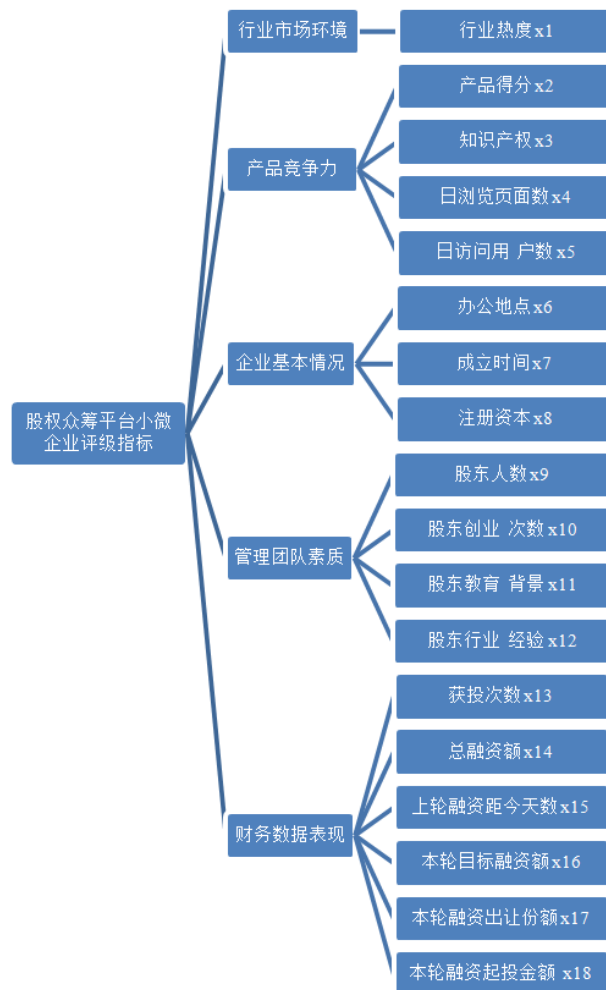 行业市场环境
行业热度x1
产品得分x2
产品竞争力
知识产权x3
日浏览页面数x4
日访问用 户数x5
办公地点x6
企业基本情况
成立时间x7
注册资本x8
股权众筹平台小微
企业评级指标
股东人数x9
股东创业 次数x10
管理团队素质
股东教育 背景x11
股东行业 经验x12
获投次数x13
总融资额x14
上轮融资距今天数x15
财务数据表现
本轮目标融资额x16
本轮融资出让份额x17
本轮融资起投金额 x18